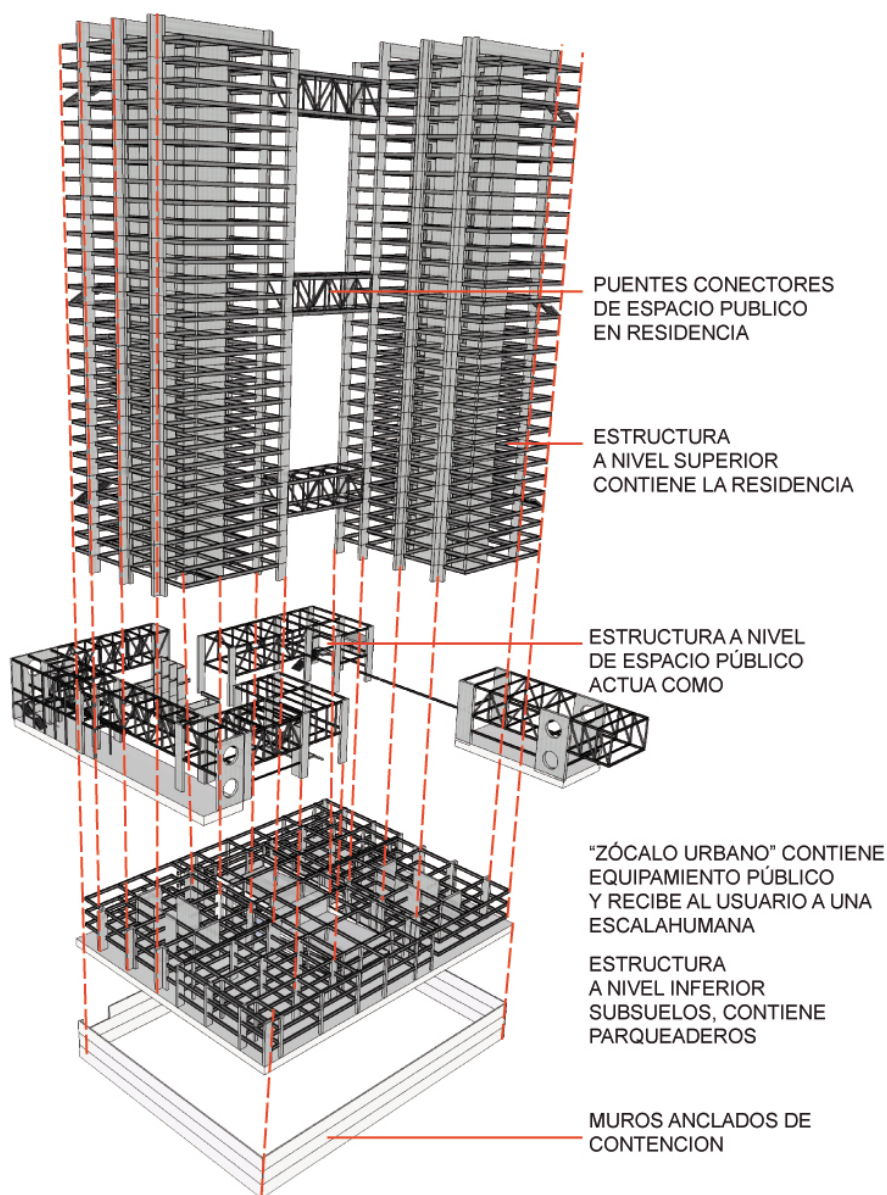 PUENTES CONECTORES
DE ESPACIO PUBLICO
EN RESIDENCIA
ESTRUCTURA
A NIVEL SUPERIOR
CONTIENE LA RESIDENCIA
ESTRUCTURA A NIVEL
DE ESPACIO PÚBLICO
ACTUA COMO
“ZÓCALO URBANO” CONTIENE
EQUIPAMIENTO PÚBLICO
Y RECIBE AL USUARIO A UNA
ESCALAHUMANA
ESTRUCTURA
A NIVEL INFERIOR
SUBSUELOS, CONTIENE
PARQUEADEROS
MUROS ANCLADOS DE
CONTENCION